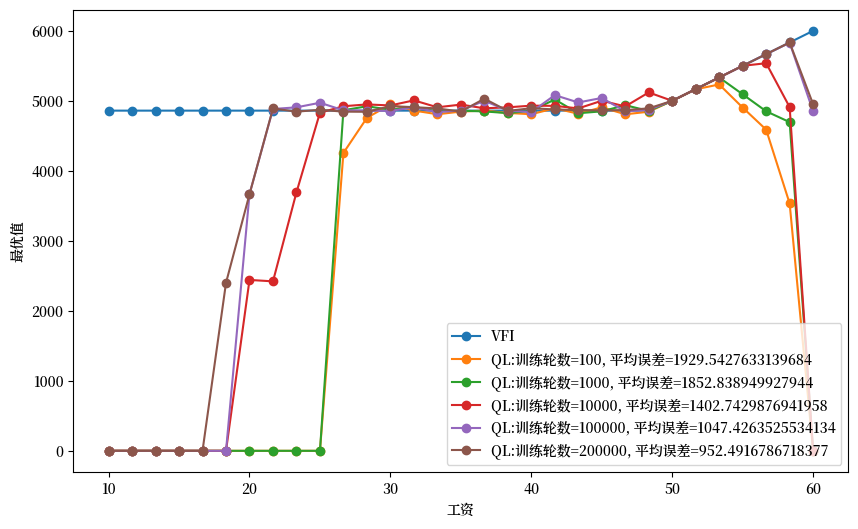 6000
5000
4000
3000
2000
1000
0
最优值
10 20 30 40 50 60
工资
VFI
QL:训练轮数=100, 平均误差=1929.5427633139684
QL:训练轮数=1000, 平均误差=1852.838949927944
QL:训练轮数=10000, 平均误差=1402.7429876941958
QL:训练轮数=100000, 平均误差=1047.4263525534134
QL:训练轮数=200000, 平均误差=952.4916786718377